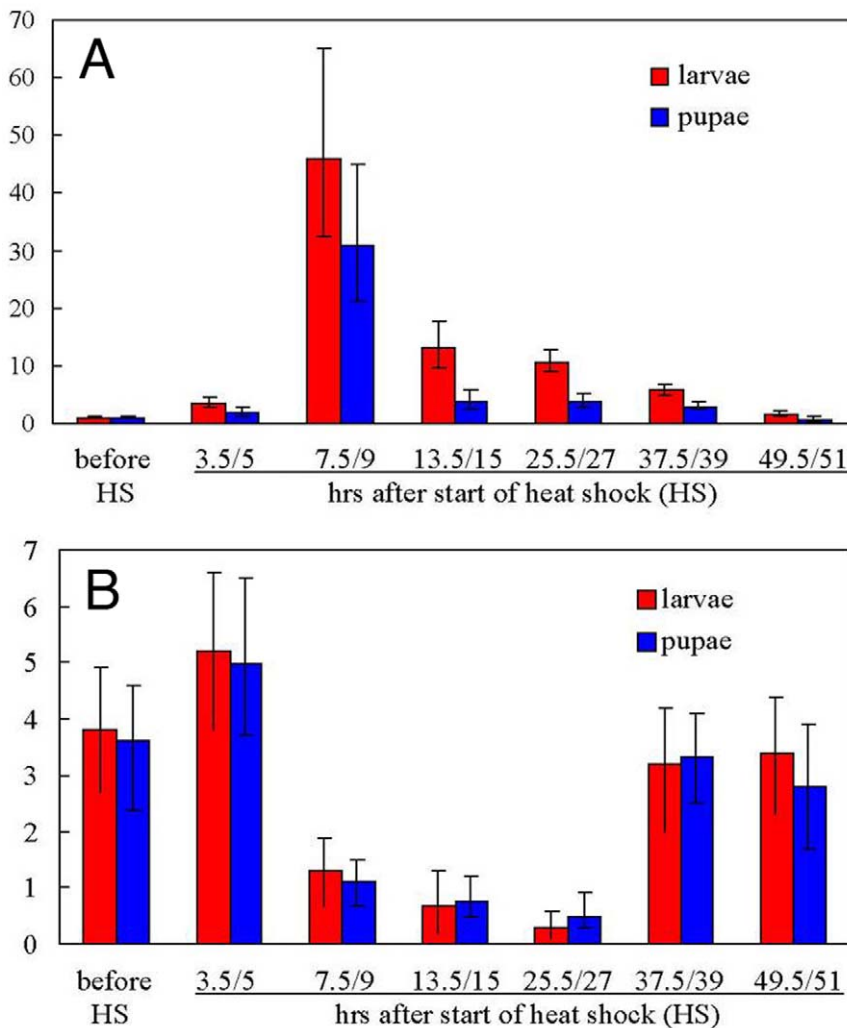 70
A
larvae
60
pupae
50
40
30
20
10
0
before HS 3.5/5 7.5/9 13.5/15 25.5/27 37.5/39 49.5/51
hrs after start of heat shock (HS)
7
B
larvae
6
pupae
5
4
3
2
1
0
before HS 3.5/5 7.5/9 13.5/15 25.5/27 37.5/39 49.5/51
hrs after start of heat shock (HS)